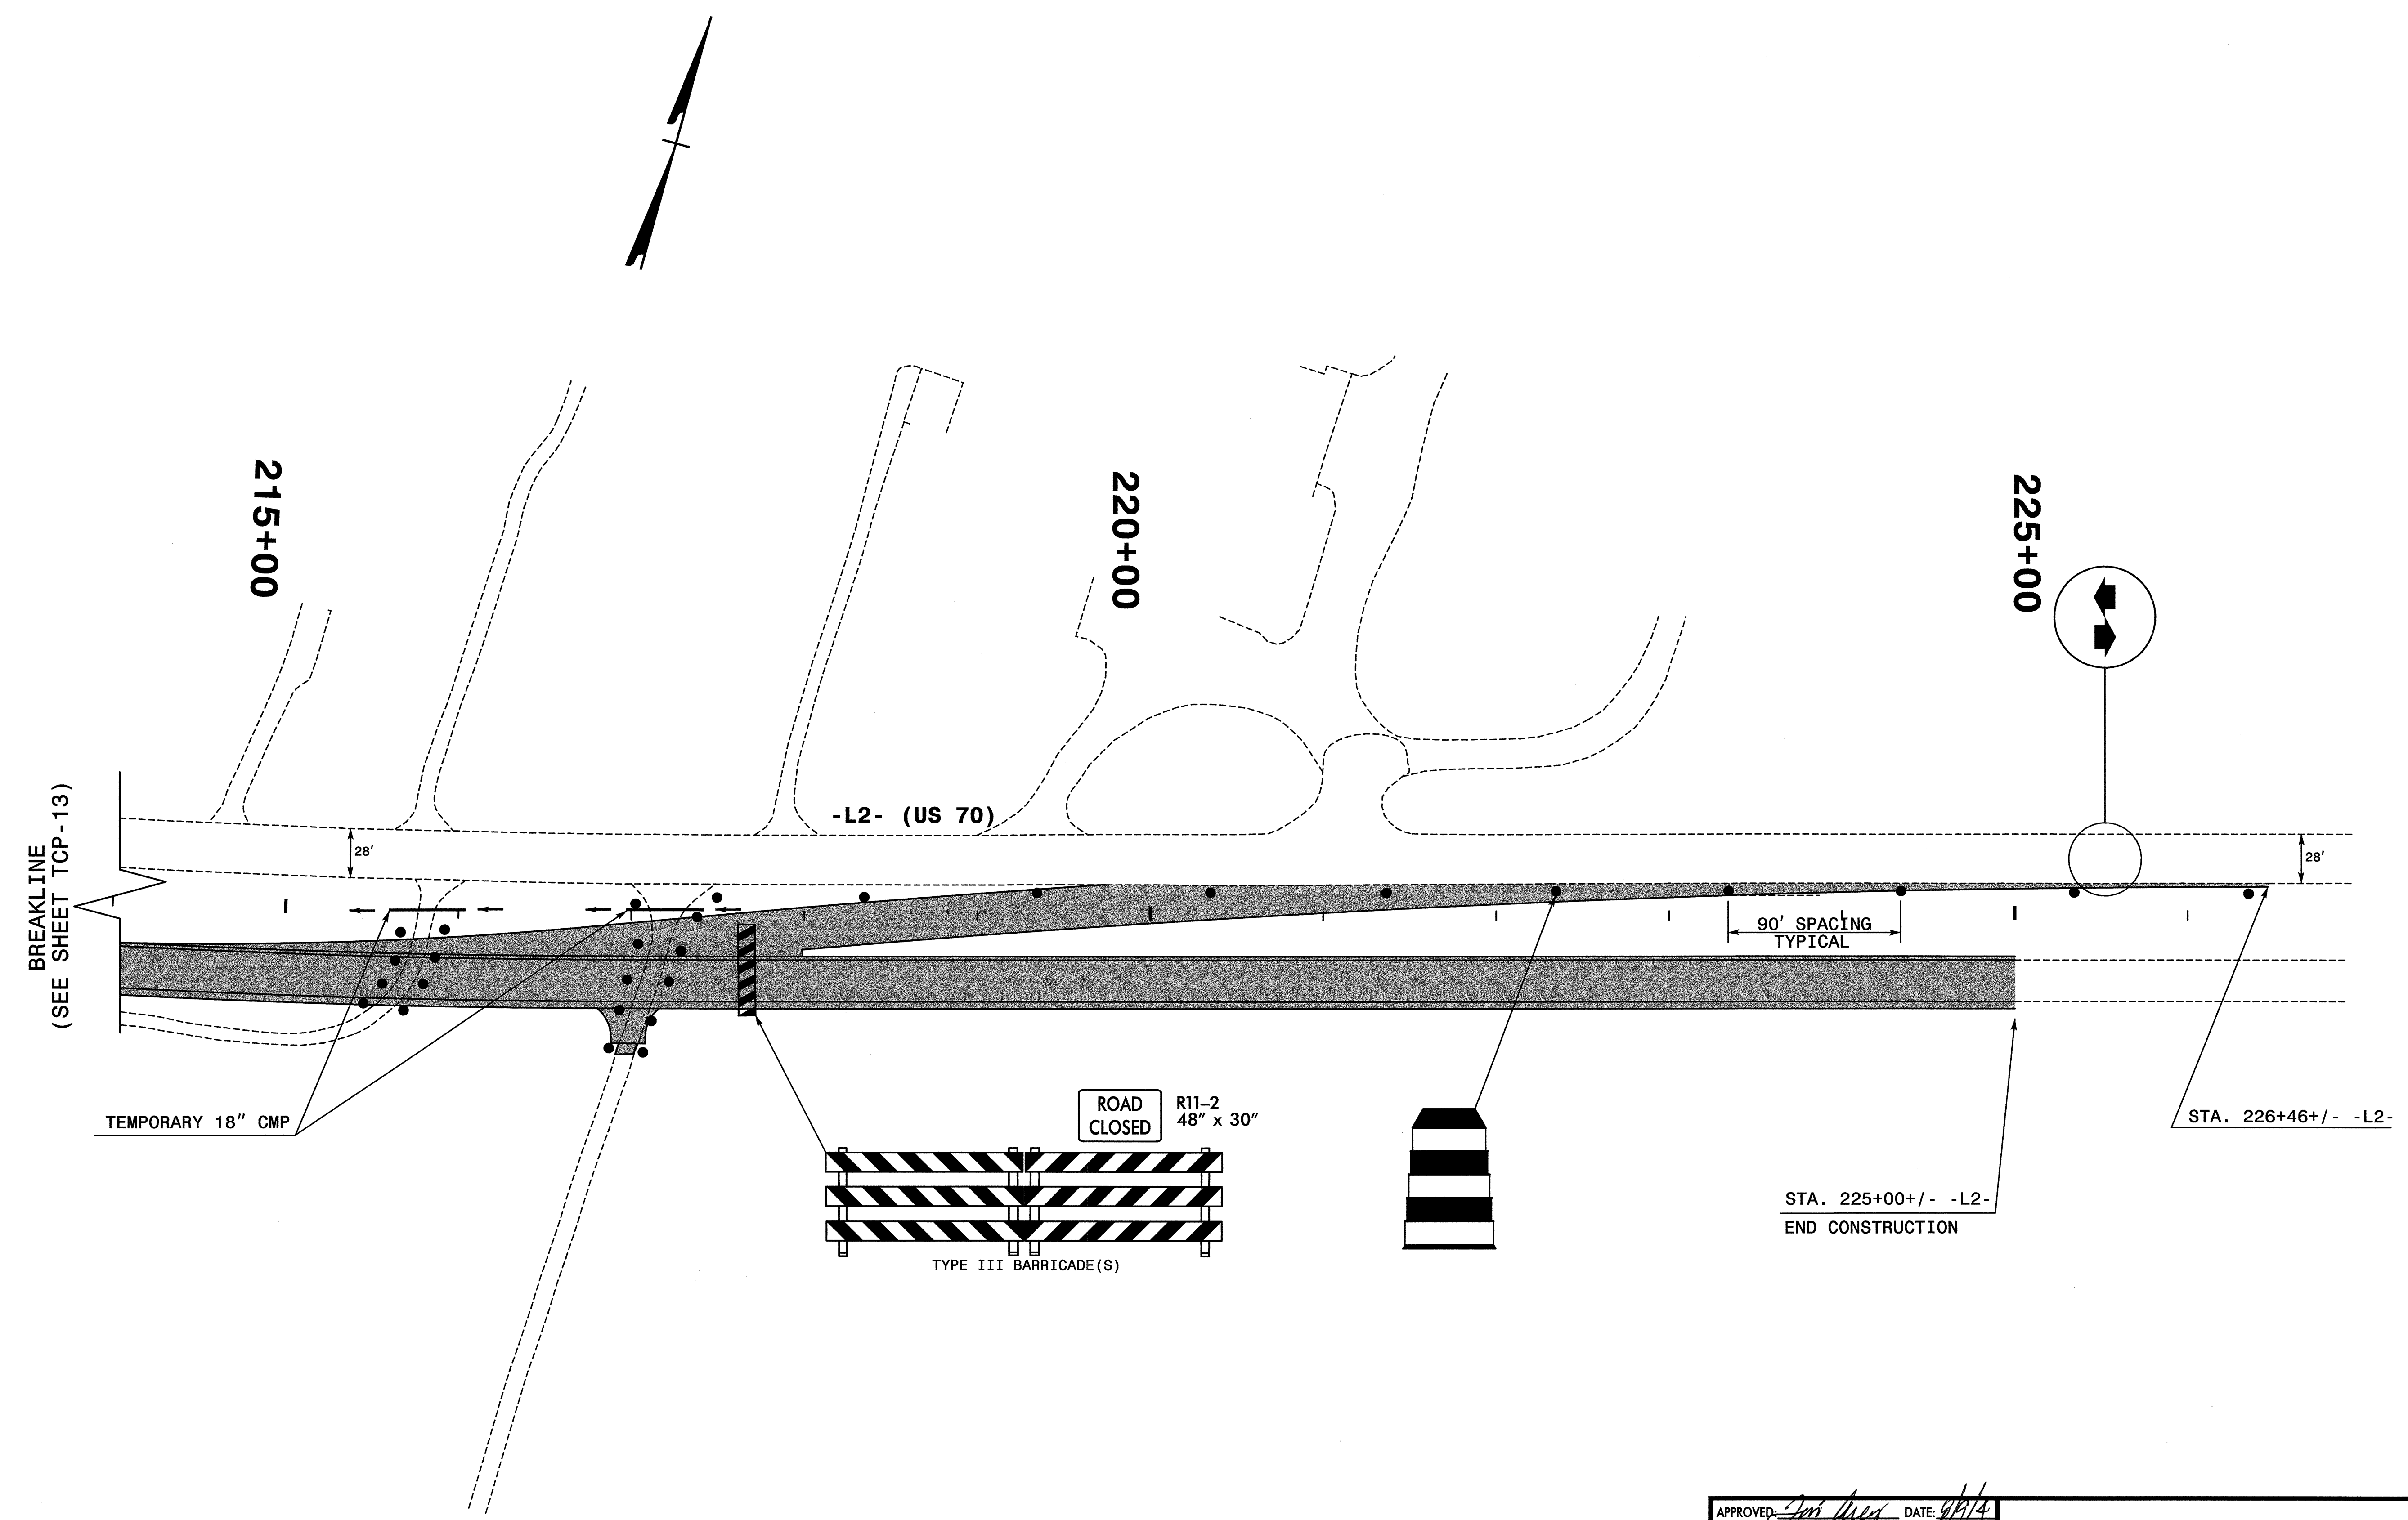 215+00
220+00
225+00
BREAKLINE
(SEE SHEET TCP-13)
-L2- (US 70)
28'
28'
90' SPACING
TYPICAL
TEMPORARY 18" CMP
ROAD
CLOSED
R11–2
48" x 30"
TYPE III BARRICADE(S)
STA. 226+46+/- -L2-
STA. 225+00+/- -L2-
END CONSTRUCTION
APPROVED: DATE: